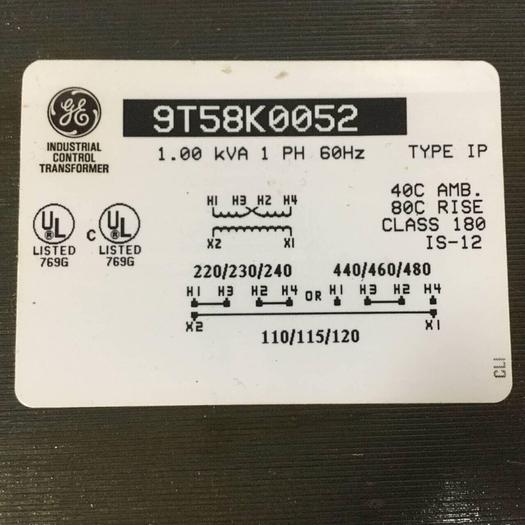 GE
9T58K0052
INDUSTRIAL
CONTROL
TRANSFORMER
1.00 kVA 1 PH 60Hz TYPE IP
40C AMB.
80C RISE
CLASS 180
IS-12
UL
LISTED
769G
C UL
LISTED
769G
H1 H3 H2 H4
X2 X1
220/230/240 440/460/480
H1 H3 H2 H4 OR H1 H3 H2 H4
X2 X1
110/115/120
CLI